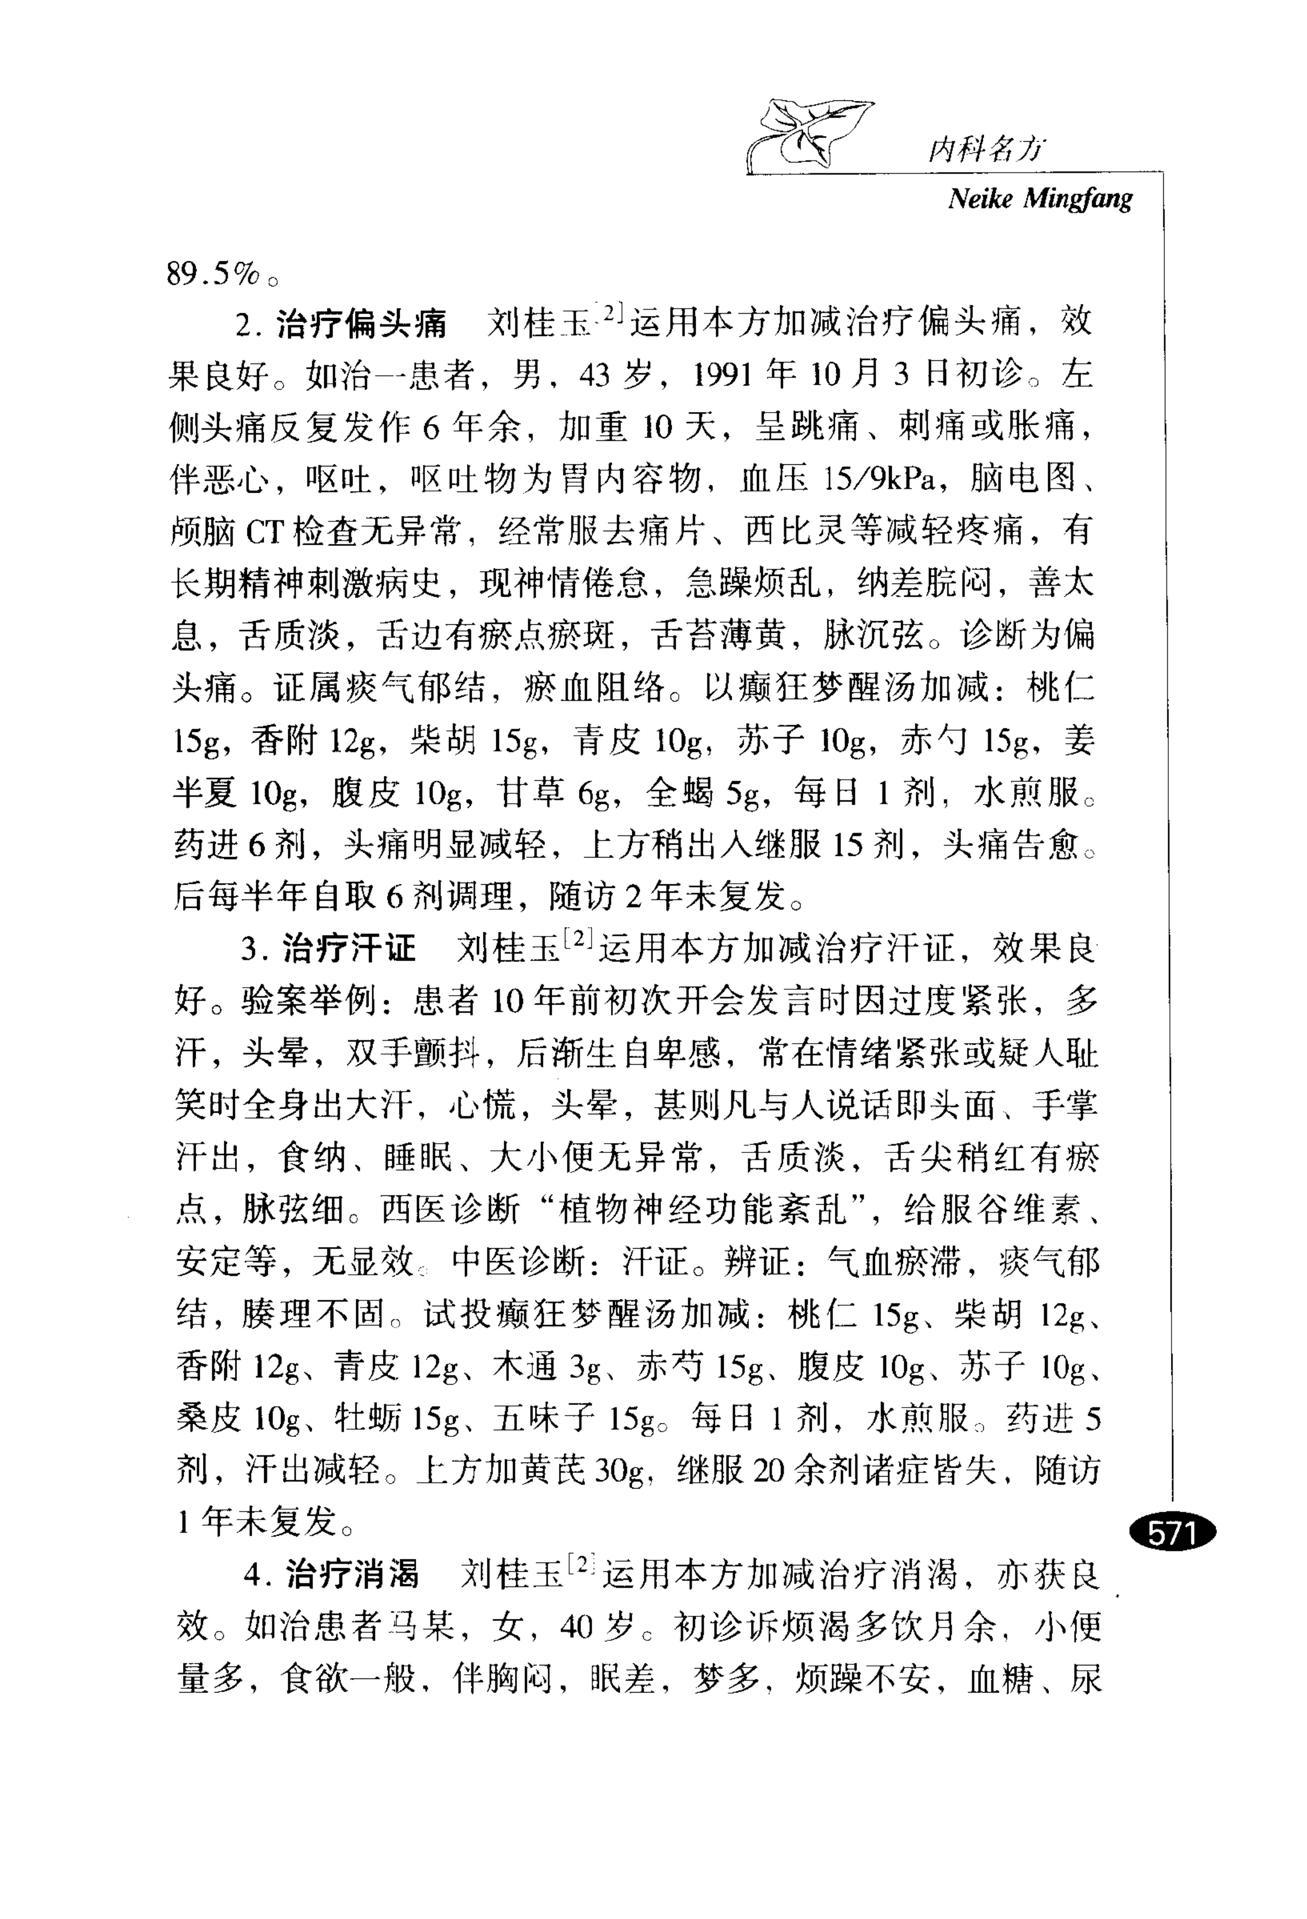 内科名方
Neike Mingfang
89.5%。
2. 治疗偏头痛　刘桂玉[2]运用本方加减治疗偏头痛，效
果良好。如治一患者，男，43 岁，1991 年 10 月 3 日初诊。左
侧头痛反复发作 6 年余，加重 10 天，呈跳痛、刺痛或胀痛，
伴恶心，呕吐，呕吐物为胃内容物，血压 15/9kPa，脑电图、
颅脑 CT 检查无异常，经常服去痛片、西比灵等减轻疼痛，有
长期精神刺激病史，现神情倦怠，急躁烦乱，纳差脘闷，善太
息，舌质淡，舌边有瘀点瘀斑，舌苔薄黄，脉沉弦。诊断为偏
头痛。证属痰气郁结，瘀血阻络。以癫狂梦醒汤加减：桃仁
15g，香附 12g，柴胡 15g，青皮 10g，苏子 10g，赤勺 15g，姜
半夏 10g，腹皮 10g，甘草 6g，全蝎 5g，每日 1 剂，水煎服。
药进 6 剂，头痛明显减轻，上方稍出入继服 15 剂，头痛告愈。
后每半年自取 6 剂调理，随访 2 年未复发。
3. 治疗汗证　刘桂玉[2]运用本方加减治疗汗证，效果良
好。验案举例：患者 10 年前初次开会发言时因过度紧张，多
汗，头晕，双手颤抖，后渐生自卑感，常在情绪紧张或疑人耻
笑时全身出大汗，心慌，头晕，甚则凡与人说话即头面、手掌
汗出，食纳、睡眠、大小便无异常，舌质淡，舌尖稍红有瘀
点，脉弦细。西医诊断“植物神经功能紊乱”，给服谷维素、
安定等，无显效。中医诊断：汗证。辨证：气血瘀滞，痰气郁
结，腠理不固。试投癫狂梦醒汤加减：桃仁 15g、柴胡 12g、
香附 12g、青皮 12g、木通 3g、赤芍 15g、腹皮 10g、苏子 10g、
桑皮 10g、牡蛎 15g、五味子 15g。每日 1 剂，水煎服。药进 5
剂，汗出减轻。上方加黄芪 30g，继服 20 余剂诸症皆失，随访
1 年未复发。
571
4. 治疗消渴　刘桂玉[2]运用本方加减治疗消渴，亦获良
效。如治患者马某，女，40 岁。初诊诉烦渴多饮月余，小便
量多，食欲一般，伴胸闷，眠差，梦多，烦躁不安，血糖、尿